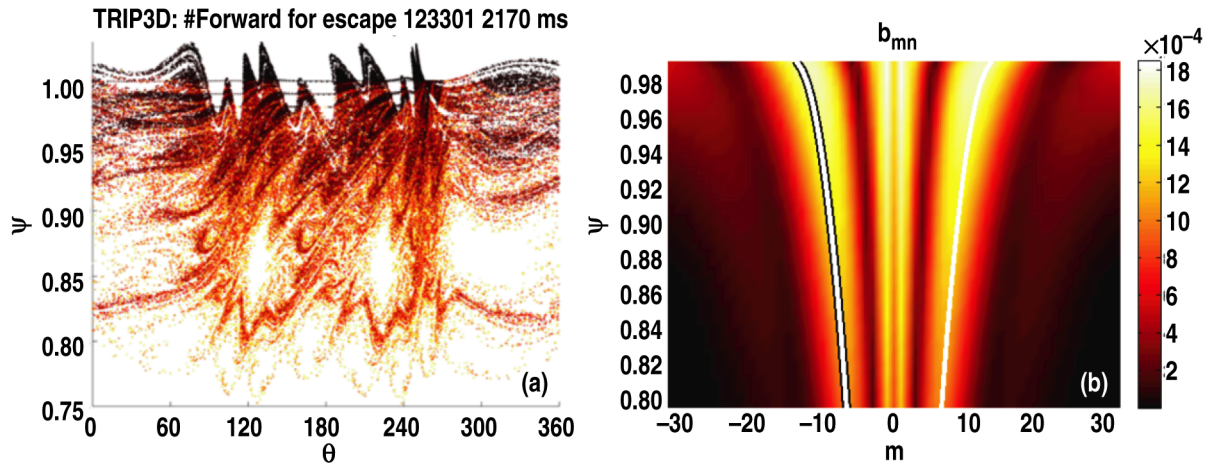 TRIP3D: #Forward for escape 123301 2170 ms
1.00
0.95
0.90
0.85
0.80
0.75
ψ
0 60 120 180 240 300 360
θ
(a)
b_mn
×10⁻⁴
0.98
0.96
0.94
0.92
0.90
0.88
0.86
0.84
0.82
0.80
ψ
−30 −20 −10 0 10 20 30
m
(b)
18
16
14
12
10
8
6
4
2